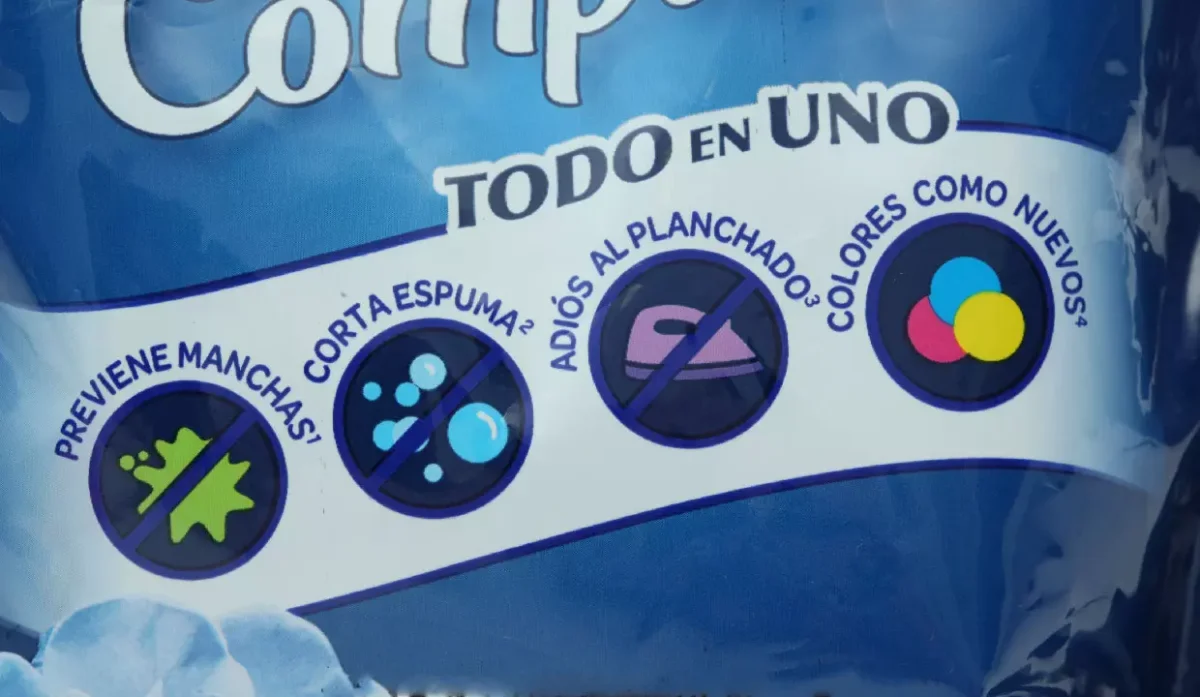 TODO EN UNO
PREVIENE MANCHAS¹
CORTA ESPUMA²
ADIÓS AL PLANCHADO³
COLORES COMO NUEVOS⁴